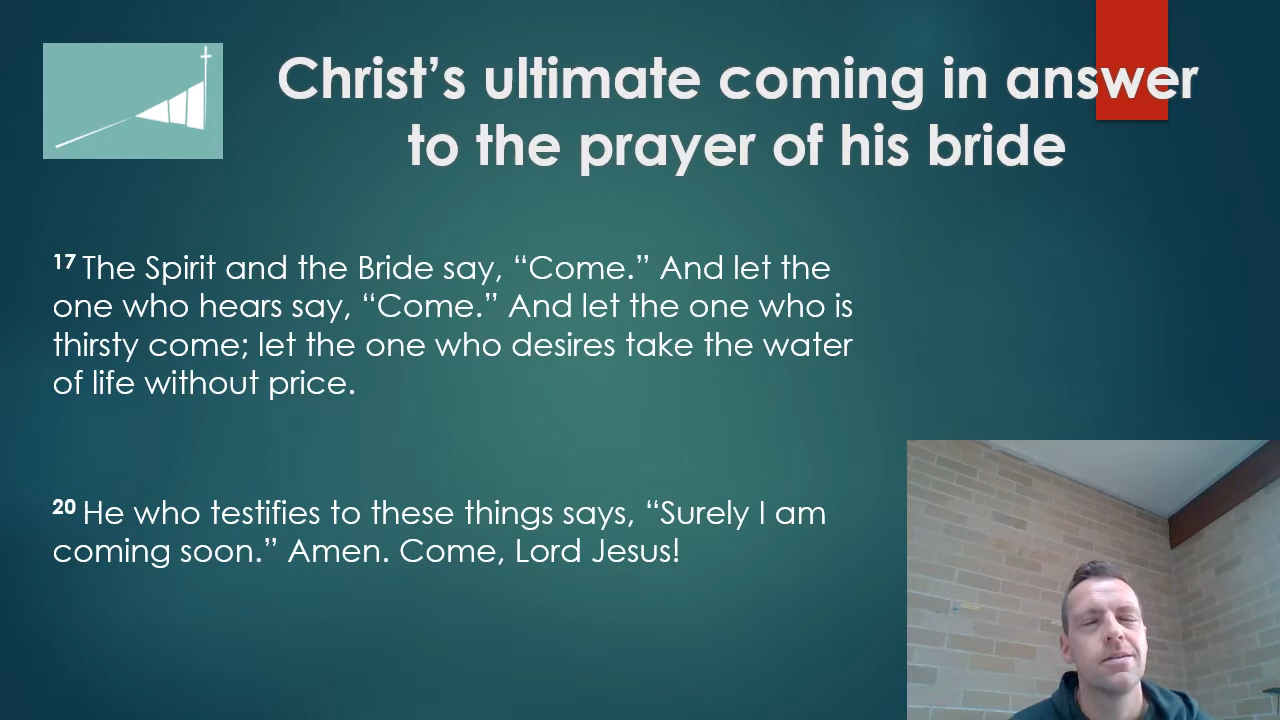 Christ’s ultimate coming in answer
to the prayer of his bride
17 The Spirit and the Bride say, “Come.” And let the
one who hears say, “Come.” And let the one who is
thirsty come; let the one who desires take the water
of life without price.
20 He who testifies to these things says, “Surely I am
coming soon.” Amen. Come, Lord Jesus!